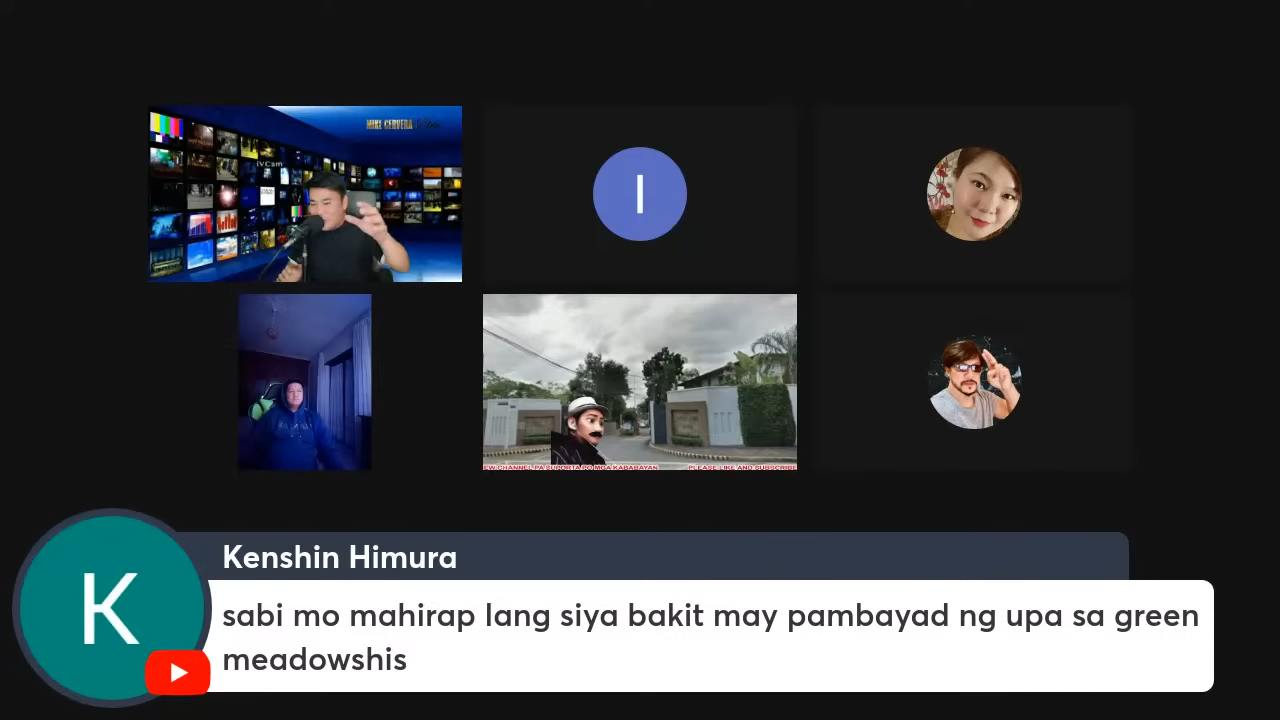 MIKE CERVERA
iVCsm
I
EW CHANNEL PA SUPORTA PO MGA KABABAYAN PLEASE LIKE AND SUBSCRIBE
K
Kenshin Himura
sabi mo mahirap lang siya bakit may pambayad ng upa sa green
meadowshis